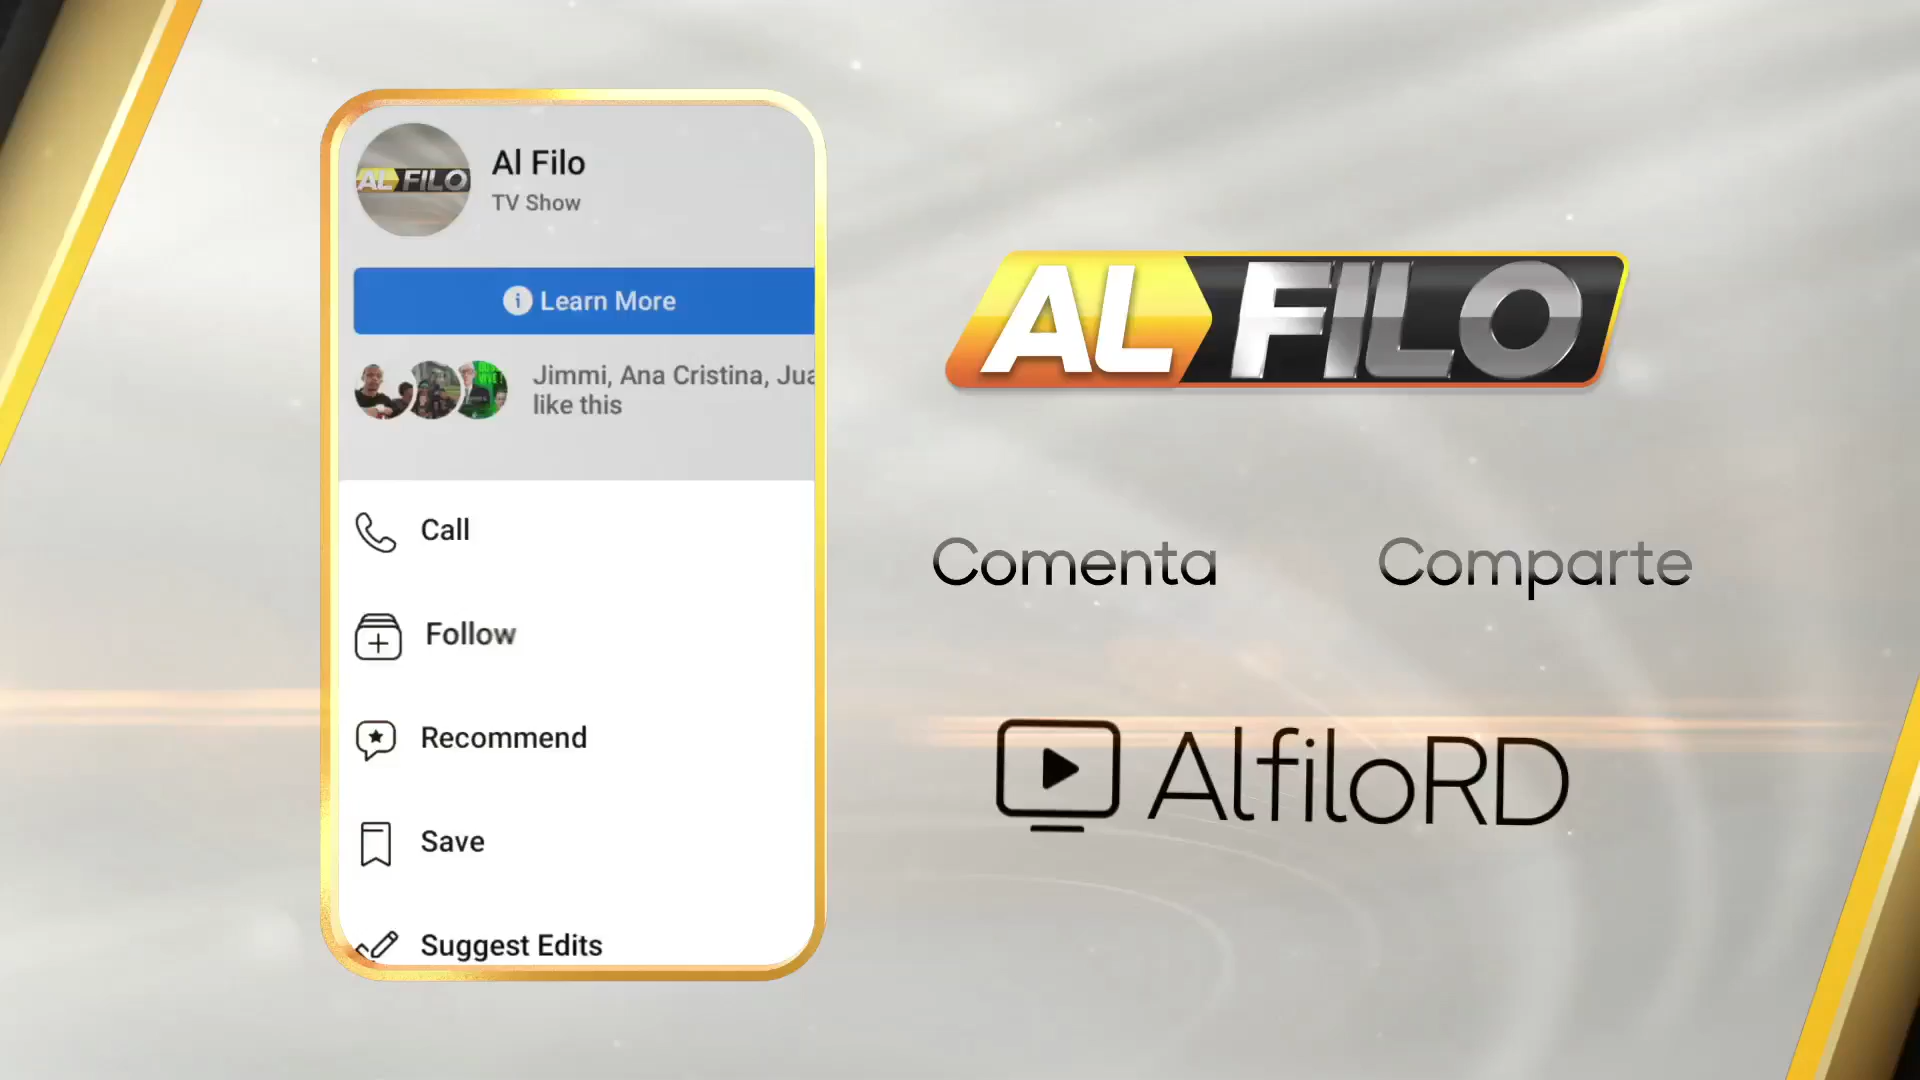 AL FILO
Al Filo
TV Show
Learn More
Jimmi, Ana Cristina, Jua
like this
Call
Follow
Recommend
Save
Suggest Edits
AL FILO
Comenta
Comparte
AlfiloRD